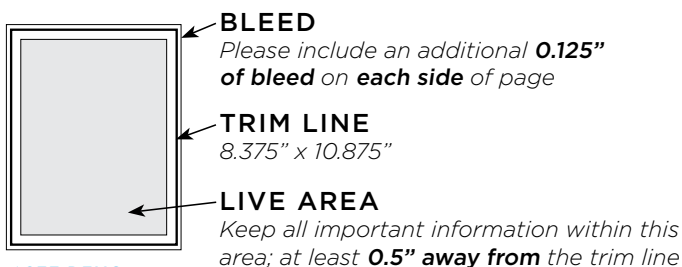 BLEED
Please include an additional 0.125”
of bleed on each side of page
TRIM LINE
8.375” x 10.875”
LIVE AREA
Keep all important information within this
area; at least 0.5” away from the trim line